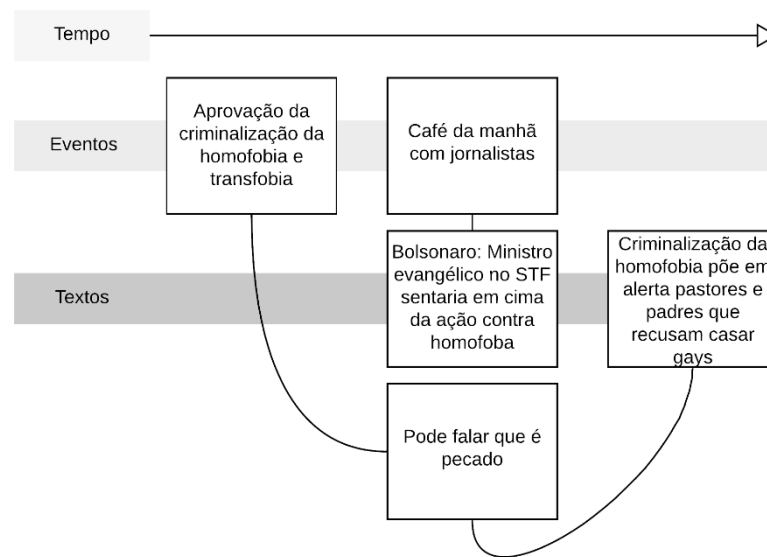 Tempo
Aprovação da
criminalização da
homofobia e
transfobia
Café da manhã
com jornalistas
Eventos
Bolsonaro: Ministro
evangélico no STF
sentaria em cima
da ação contra
homofoba
Criminalização da
homofobia põe em
alerta pastores e
padres que
recusam casar
gays
Textos
Pode falar que é
pecado